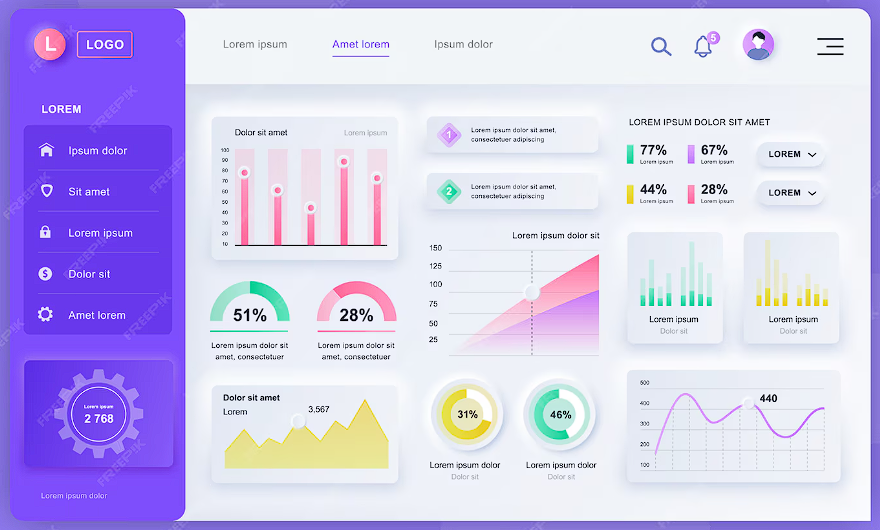 L
LOGO
Lorem ipsum
Amet lorem
Ipsum dolor
5
LOREM
Ipsum dolor
Sit amet
Lorem ipsum
Dolor sit
Amet lorem
Lorem ipsum
2 768
Lorem ipsum dolor
Dolor sit amet
Lorem ipsum
100
90
80
70
60
50
40
30
20
10
51%
Lorem ipsum dolor sit
amet, consectetuer
28%
Lorem ipsum dolor sit
amet, consectetuer
Dolor sit amet
Lorem
3.567
1
Lorem ipsum dolor sit amet,
consectetuer adipiscing
2
Lorem ipsum dolor sit amet,
consectetuer adipiscing
Lorem ipsum dolor sit
150
125
100
75
50
25
31%
Lorem ipsum dolor
Dolor sit
46%
Lorem ipsum dolor
Dolor sit
LOREM IPSUM DOLOR SIT AMET
77%
Lorem ipsum
67%
Lorem ipsum
LOREM
44%
Lorem ipsum
28%
Lorem ipsum
LOREM
Lorem ipsum
Dolor sit
Lorem ipsum
Dolor sit
500
400
300
200
100
440
FREEPIK